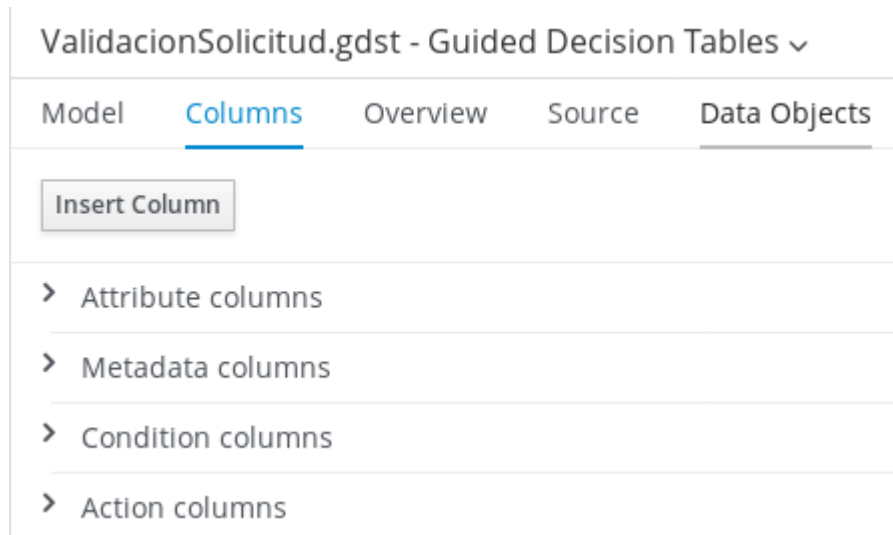 ValidacionSolicitud.gdst - Guided Decision Tables
Model Columns Overview Source Data Objects
Insert Column
Attribute columns
Metadata columns
Condition columns
Action columns